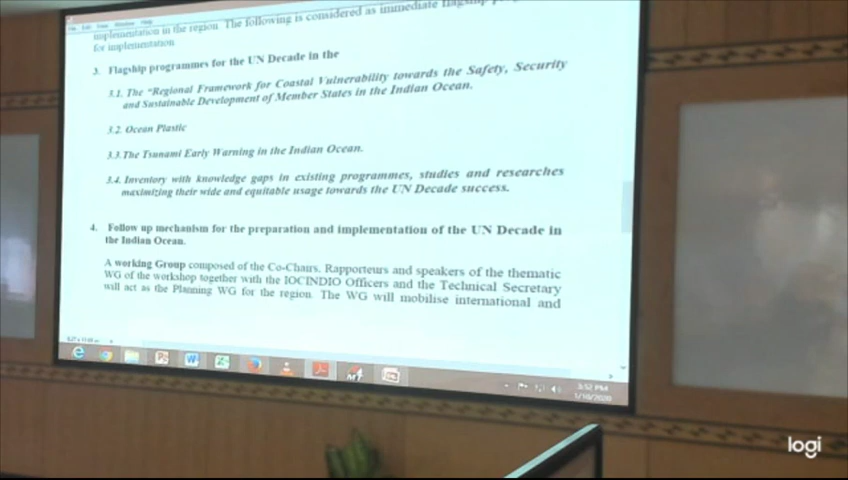 implementation in the region. The following is considered as immediate
for implementation
3. Flagship programmes for the UN Decade in the
3.1. The "Regional Framework for Coastal Vulnerability towards the Safety, Security
and Sustainable Development of Member States in the Indian Ocean.
3.2. Ocean Plastic
3.3. The Tsunami Early Warning in the Indian Ocean.
3.4. Inventory with knowledge gaps in existing programmes, studies and researches
maximizing their wide and equitable usage towards the UN Decade success.
4. Follow up mechanism for the preparation and implementation of the UN Decade in
the Indian Ocean.
A working Group composed of the Co-Chairs, Rapporteurs and speakers of the thematic
WG of the workshop together with the IOCINDIO Officers and the Technical Secretary
will act as the Planning WG for the region. The WG will mobilise international and
3:52 PM
1/10/2020
logi